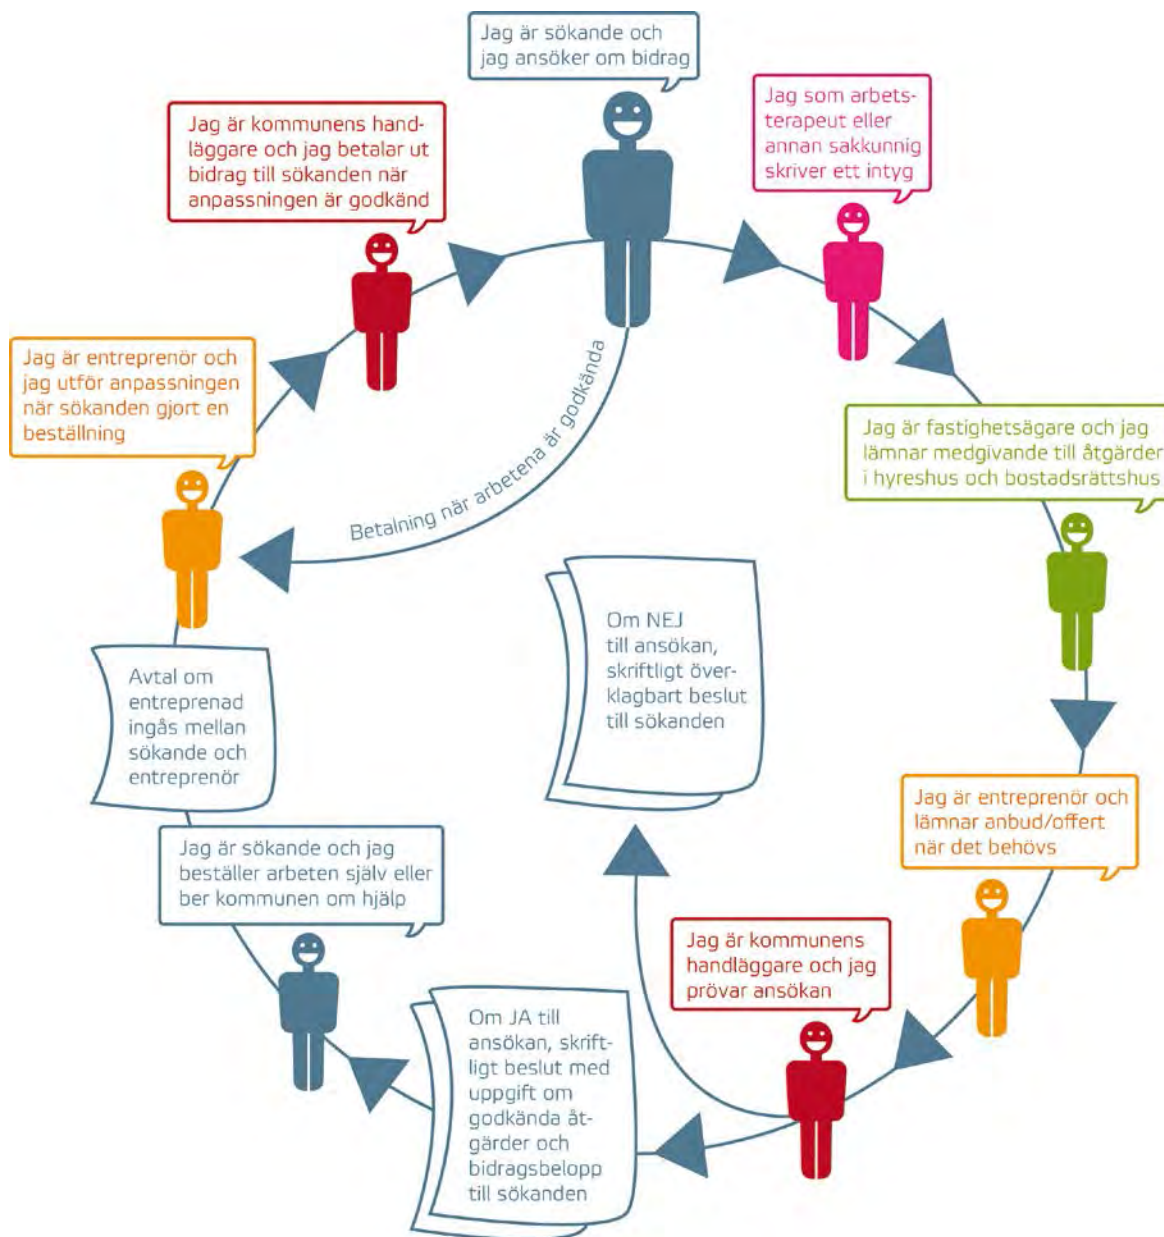 Jag är sökande och
jag ansöker om bidrag
Jag som arbets-
terapeut eller
annan sakkunnig
skriver ett intyg
Jag är fastighetsägare och jag
lämnar medgivande till åtgärder
i hyreshus och bostadsrättshus
Jag är entreprenör och
lämnar anbud/offert
när det behövs
Jag är kommunens
handläggare och jag
prövar ansökan
Om NEJ
till ansökan,
skriftligt över-
klagbart beslut
till sökanden
Om JA till
ansökan, skrift-
ligt beslut med
uppgift om
godkända åt-
gärder och
bidragsbelopp
till sökanden
Jag är sökande och jag
beställer arbeten själv eller
ber kommunen om hjälp
Avtal om
entreprenad
ingås mellan
sökande och
entreprenör
Jag är entreprenör och
jag utför anpassningen
när sökanden gjort en
beställning
Jag är kommunens hand-
läggare och jag betalar ut
bidrag till sökanden när
anpassningen är godkänd
Betalning när arbetena är godkända